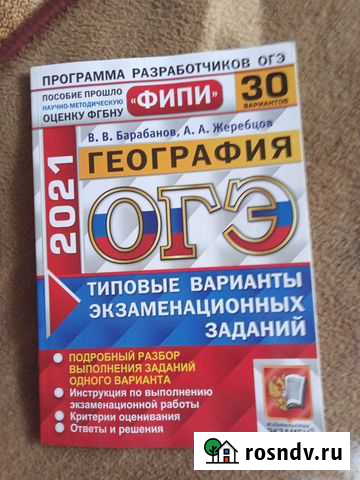 ПРОГРАММА РАЗРАБОТЧИКОВ ОГЭ
ПОСОБИЕ ПРОШЛО
НАУЧНО-МЕТОДИЧЕСКУЮ
ОЦЕНКУ ФГБНУ
«ФИПИ»
30
ВАРИАНТОВ
В. В. Барабанов, А. А. Жеребцов
2021
ГЕОГРАФИЯ
ОГЭ
ТИПОВЫЕ ВАРИАНТЫ
ЭКЗАМЕНАЦИОННЫХ
ЗАДАНИЙ
ПОДРОБНЫЙ РАЗБОР
ВЫПОЛНЕНИЯ ЗАДАНИЙ
ОДНОГО ВАРИАНТА
Инструкция по выполнению
экзаменационной работы
Критерии оценивания
Ответы и решения
rosndv.ru